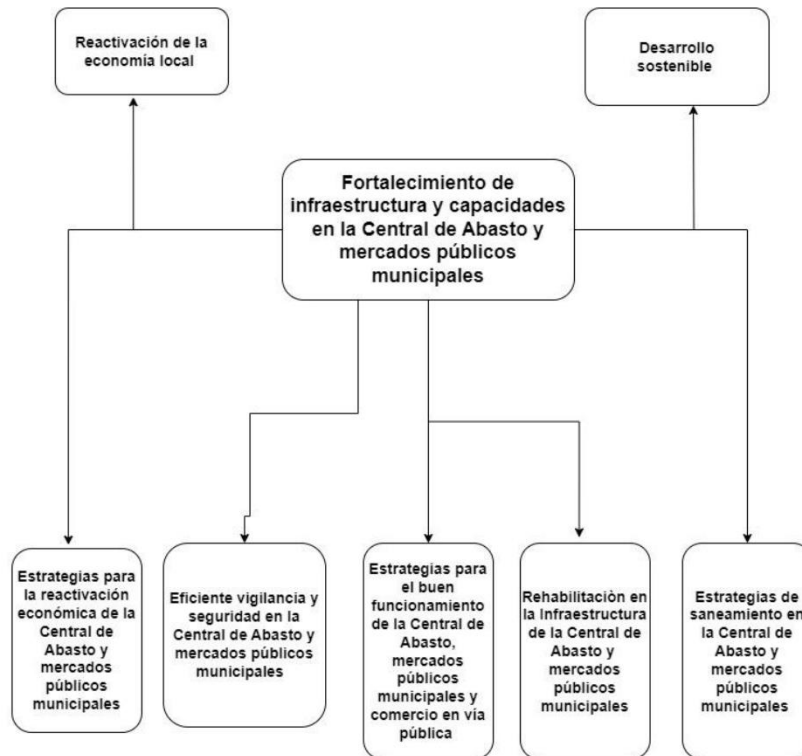 Reactivación de la
economía local
Desarrollo
sostenible
Fortalecimiento de
infraestructura y capacidades
en la Central de Abasto y
mercados públicos
municipales
Estrategias para
la reactivación
económica de la
Central de
Abasto y
mercados
públicos
municipales
Eficiente vigilancia y
seguridad en la
Central de Abasto y
mercados públicos
municipales
Estrategias para
el buen
funcionamiento
de la Central de
Abasto,
mercados
públicos
municipales y
comercio en vía
pública
Rehabilitaciòn en
la Infraestructura
de la Central de
Abasto y
mercados
públicos
municipales
Estrategias de
saneamiento en
la Central de
Abasto y
mercados
públicos
municipales